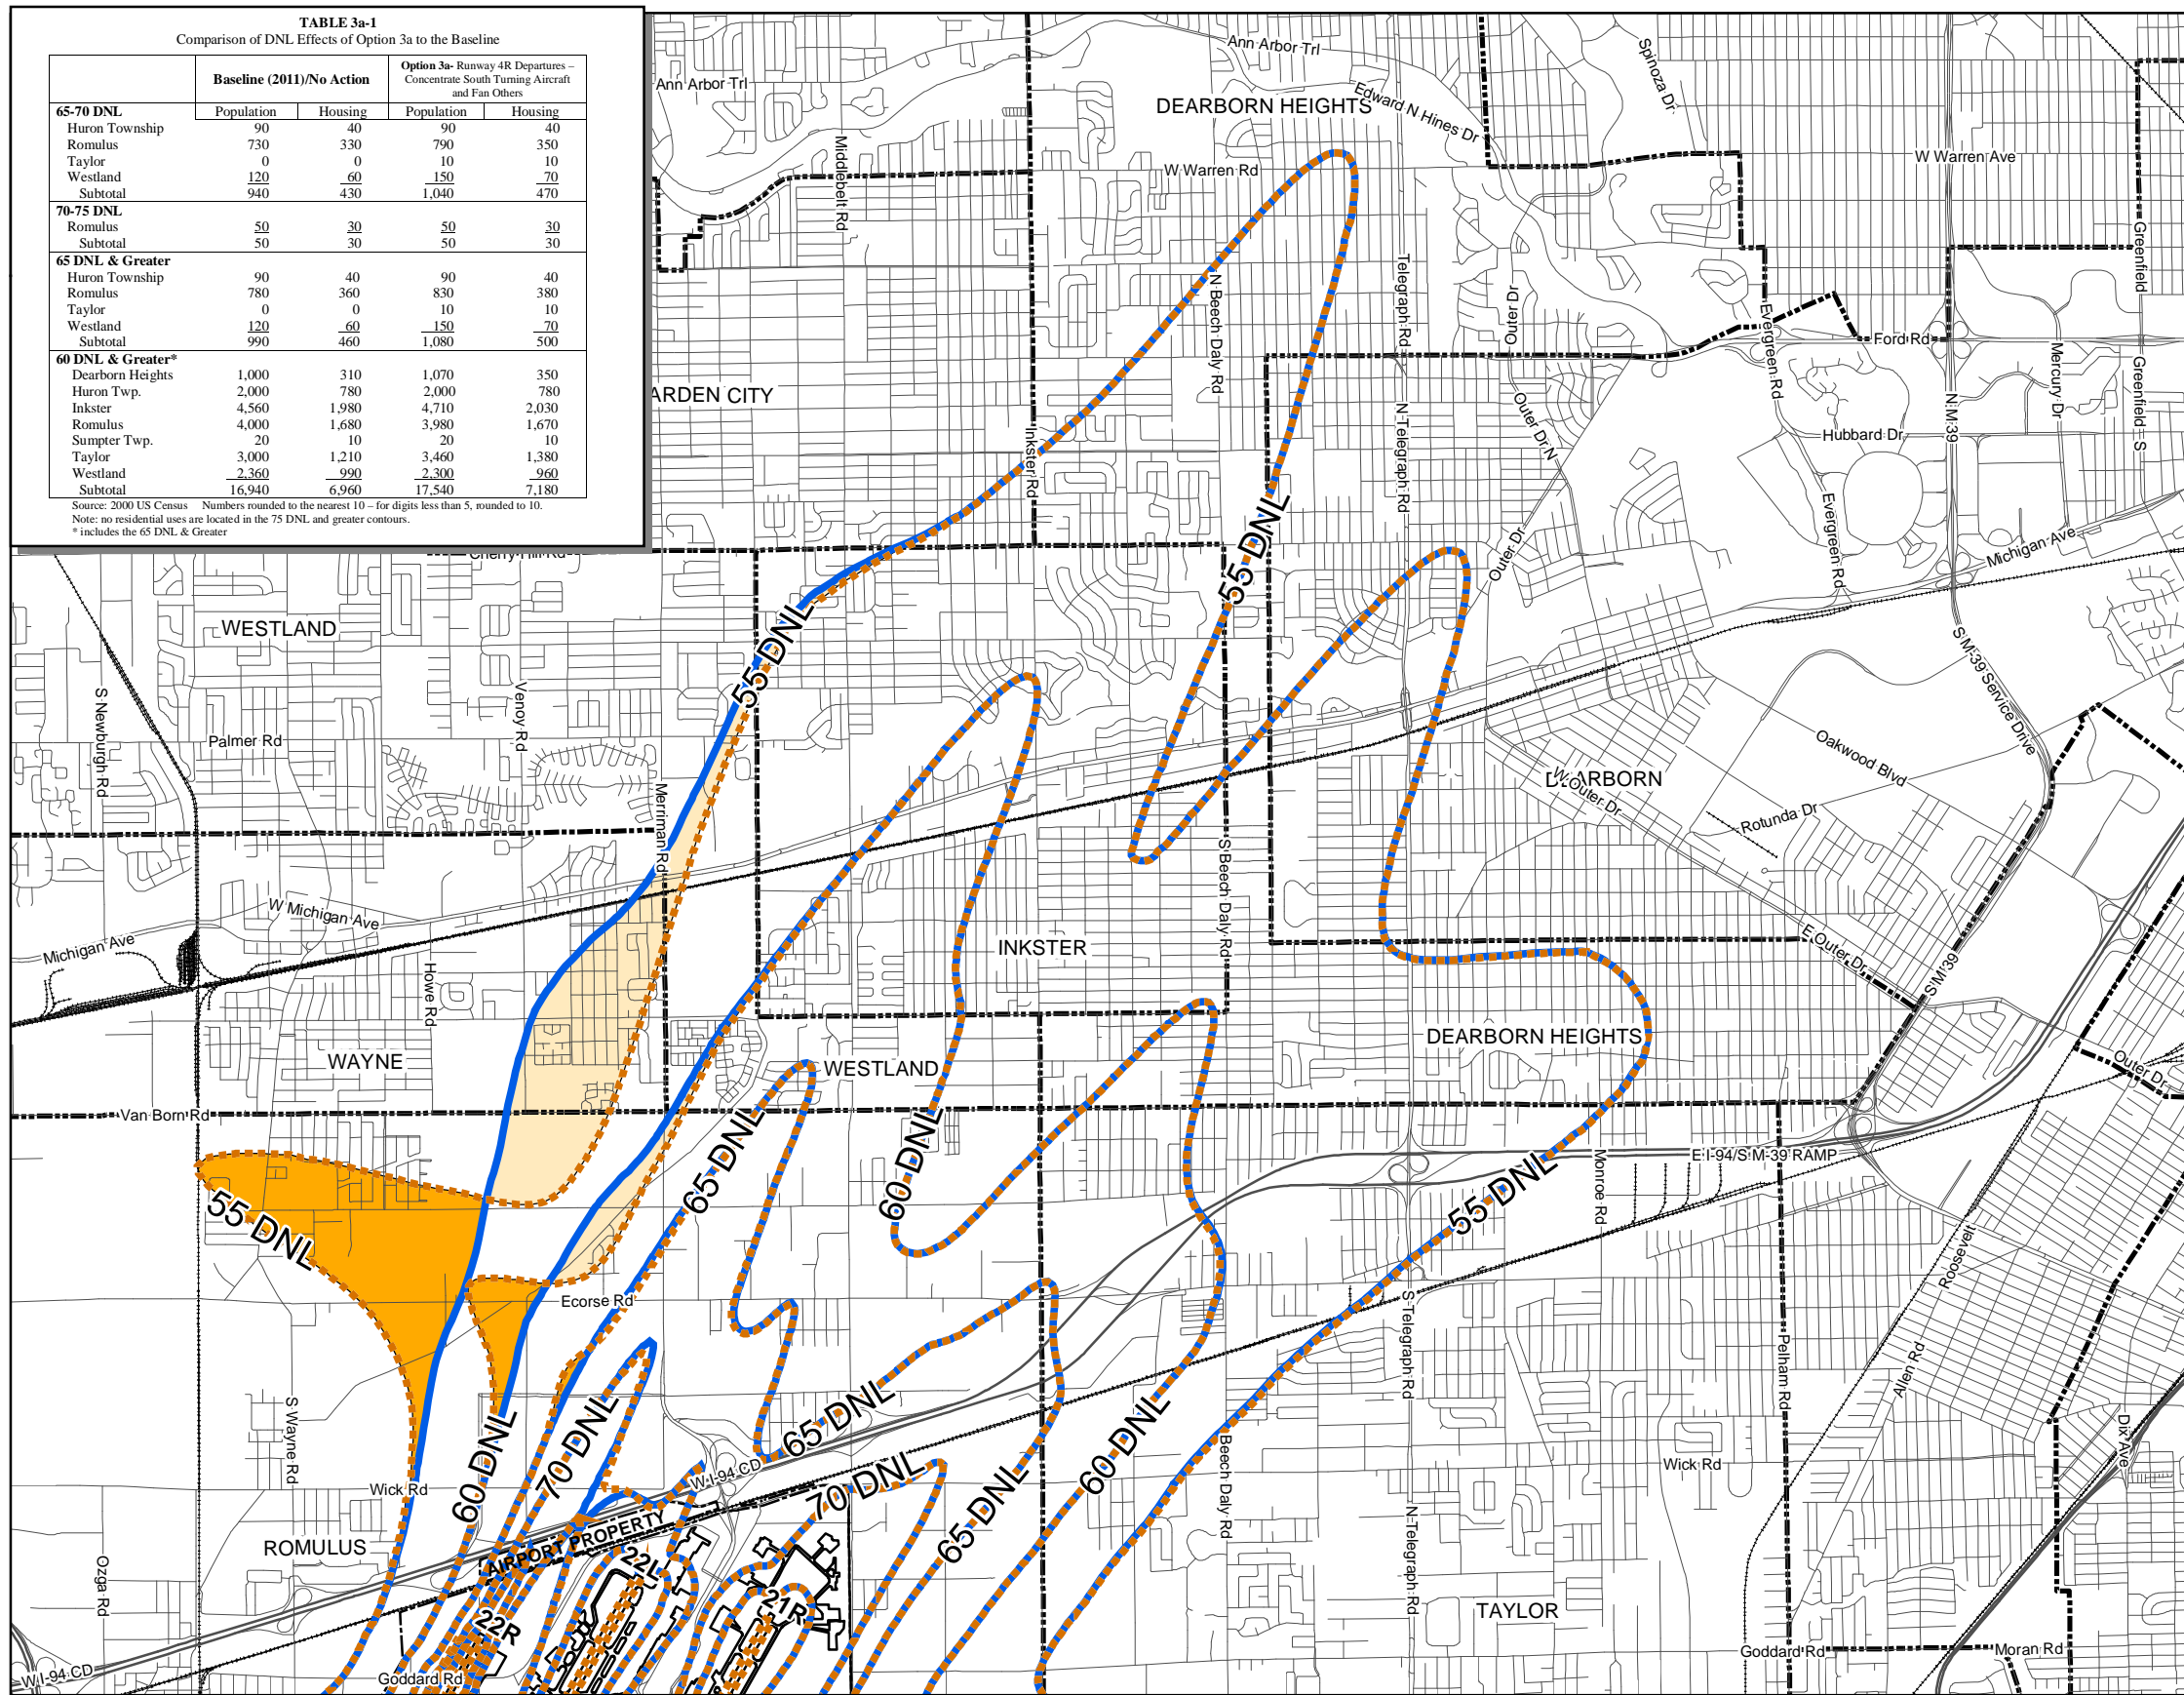 TABLE 3a-1
Comparison of DNL Effects of Option 3a to the Baseline
Baseline (2011)/No Action
Option 3a- Runway 4R Departures –
Concentrate South Turning Aircraft
and Fan Others
65-70 DNL Population Housing Population Housing
Huron Township 90 40 90 40
Romulus 730 330 790 350
Taylor 0 0 10 10
Westland 120 60 150 70
Subtotal 940 430 1,040 470
70-75 DNL
Romulus 50 30 50 30
Subtotal 50 30 50 30
65 DNL & Greater
Huron Township 90 40 90 40
Romulus 780 360 830 380
Taylor 0 0 10 10
Westland 120 60 150 70
Subtotal 990 460 1,080 500
60 DNL & Greater*
Dearborn Heights 1,000 310 1,070 350
Huron Twp. 2,000 780 2,000 780
Inkster 4,560 1,980 4,710 2,030
Romulus 4,000 1,680 3,980 1,670
Sumpter Twp. 20 10 20 10
Taylor 3,000 1,210 3,460 1,380
Westland 2,360 990 2,300 960
Subtotal 16,940 6,960 17,540 7,180
Source: 2000 US Census Numbers rounded to the nearest 10 – for digits less than 5, rounded to 10.
Note: no residential uses are located in the 75 DNL and greater contours.
* includes the 65 DNL & Greater
Ann Arbor Trl
Ann Arbor Trl
Spinoza Dr
DEARBORN HEIGHTS
Edward N Hines Dr
Middlebelt Rd
W Warren Rd
W Warren Ave
Greenfield
N Beech Daly Rd
Telegraph Rd
Outer Dr
Evergreen Rd
Ford Rd
Mercury Dr
Greenfield S
ARDEN CITY
Inkster Rd
N Telegraph Rd
Outer Dr N
N M-39
Hubbard Dr
Evergreen Rd
55 DNL
Outer Dr
Michigan Ave
Cherry Hill Rd
WESTLAND
55 DNL
S M-39 Service Drive
S Newburgh Rd
Venoy Rd
Palmer Rd
Oakwood Blvd
DEARBORN
W Outer Dr
Rotunda Dr
Merriman Rd
S Beech Daly Rd
W Michigan Ave
Michigan Ave
Howe Rd
INKSTER
E Outer Dr
S M-39
WAYNE
WESTLAND
DEARBORN HEIGHTS
Outer Dr
Van Born Rd
65 DNL
60 DNL
55 DNL
Monroe Rd
E I-94/S M-39 RAMP
55 DNL
Roosevelt
Ecorse Rd
S Telegraph Rd
Pelham Rd
Allen Rd
S Wayne Rd
60 DNL
70 DNL
65 DNL
60 DNL
Beech Daly Rd
Dix Ave
Wick Rd
W I-94 CD
70 DNL
65 DNL
Wick Rd
ROMULUS
AIRPORT PROPERTY
N Telegraph Rd
Ozga Rd
22L
21R
22R
TAYLOR
W I-94 CD
Goddard Rd
Goddard Rd
Moran Rd